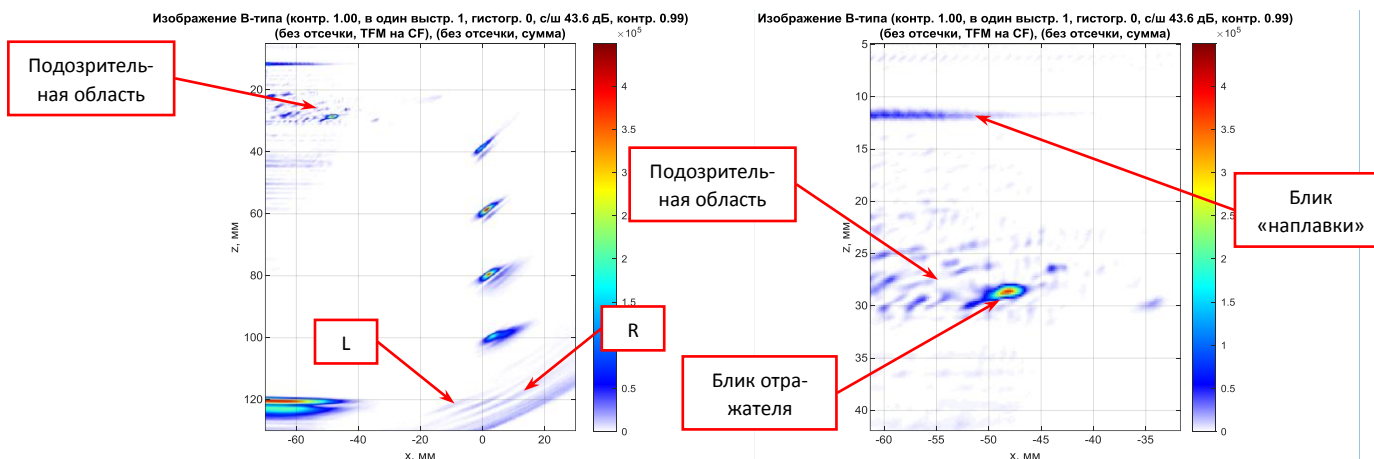 Изображение В-типа (контр. 1.00, в один выстр. 1, гистогр. 0, с/ш 43.6 дБ, контр. 0.99)
(без отсечки, TFM на CF), (без отсечки, сумма)
×10⁵
Подозритель-
ная область
L
R
z, мм
20
40
60
80
100
120
-60
-40
-20
0
20
x, мм
4
3.5
3
2.5
2
1.5
1
0.5
0
Изображение В-типа (контр. 1.00, в один выстр. 1, гистогр. 0, с/ш 43.6 дБ, контр. 0.99)
(без отсечки, TFM на CF), (без отсечки, сумма)
×10⁵
Подозритель-
ная область
Блик
«наплавки»
Блик отра-
жателя
z, мм
5
10
15
20
25
30
35
40
-60
-55
-50
-45
-40
-35
x, мм
4
3.5
3
2.5
2
1.5
1
0.5
0